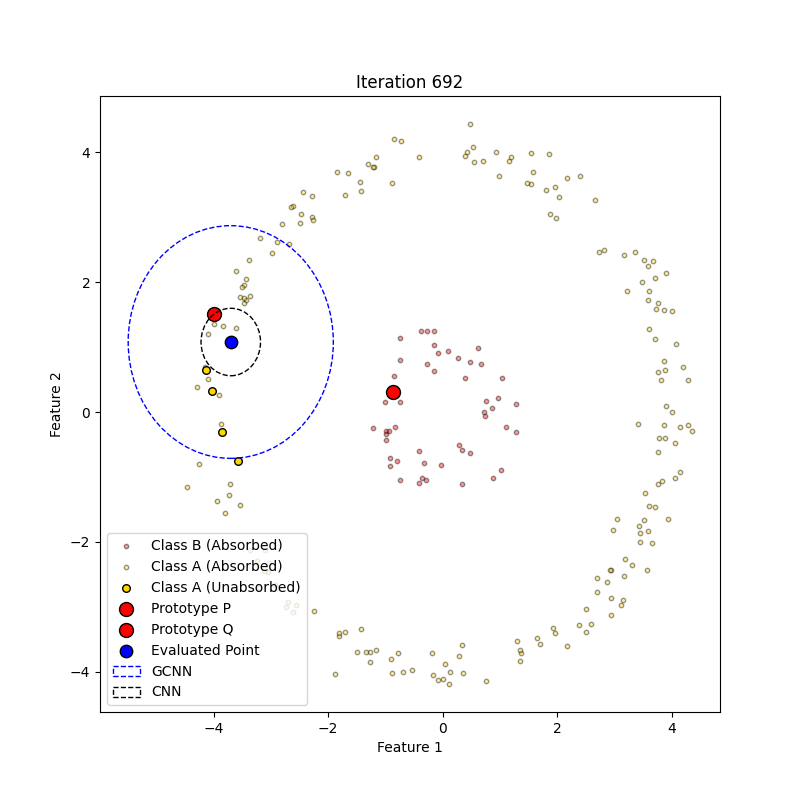 Iteration 692
Feature 2
4
2
0
−2
−4
Class B (Absorbed)
Class A (Absorbed)
Class A (Unabsorbed)
Prototype P
Prototype Q
Evaluated Point
GCNN
CNN
−4 −2 0 2 4
Feature 1